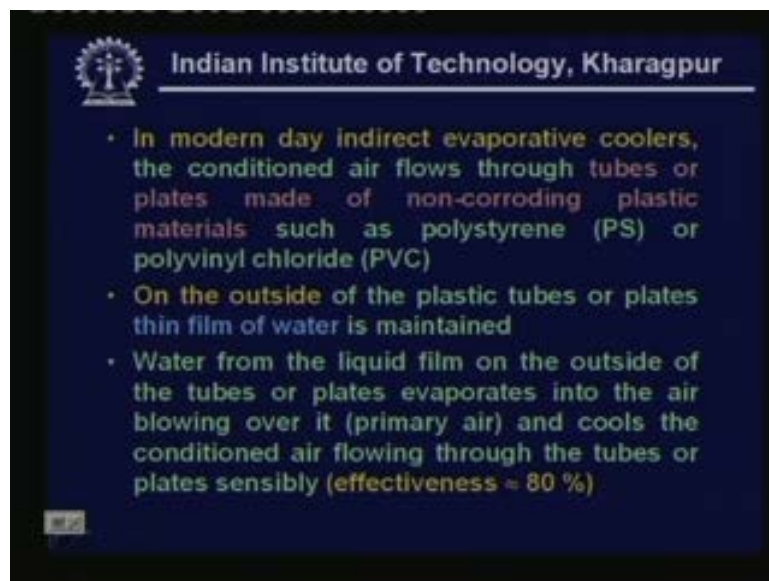 Indian Institute of Technology, Kharagpur
• In modern day indirect evaporative coolers,
the conditioned air flows through tubes or
plates made of non-corroding plastic
materials such as polystyrene (PS) or
polyvinyl chloride (PVC)
• On the outside of the plastic tubes or plates
thin film of water is maintained
• Water from the liquid film on the outside of
the tubes or plates evaporates into the air
blowing over it (primary air) and cools the
conditioned air flowing through the tubes or
plates sensibly (effectiveness ≈ 80 %)